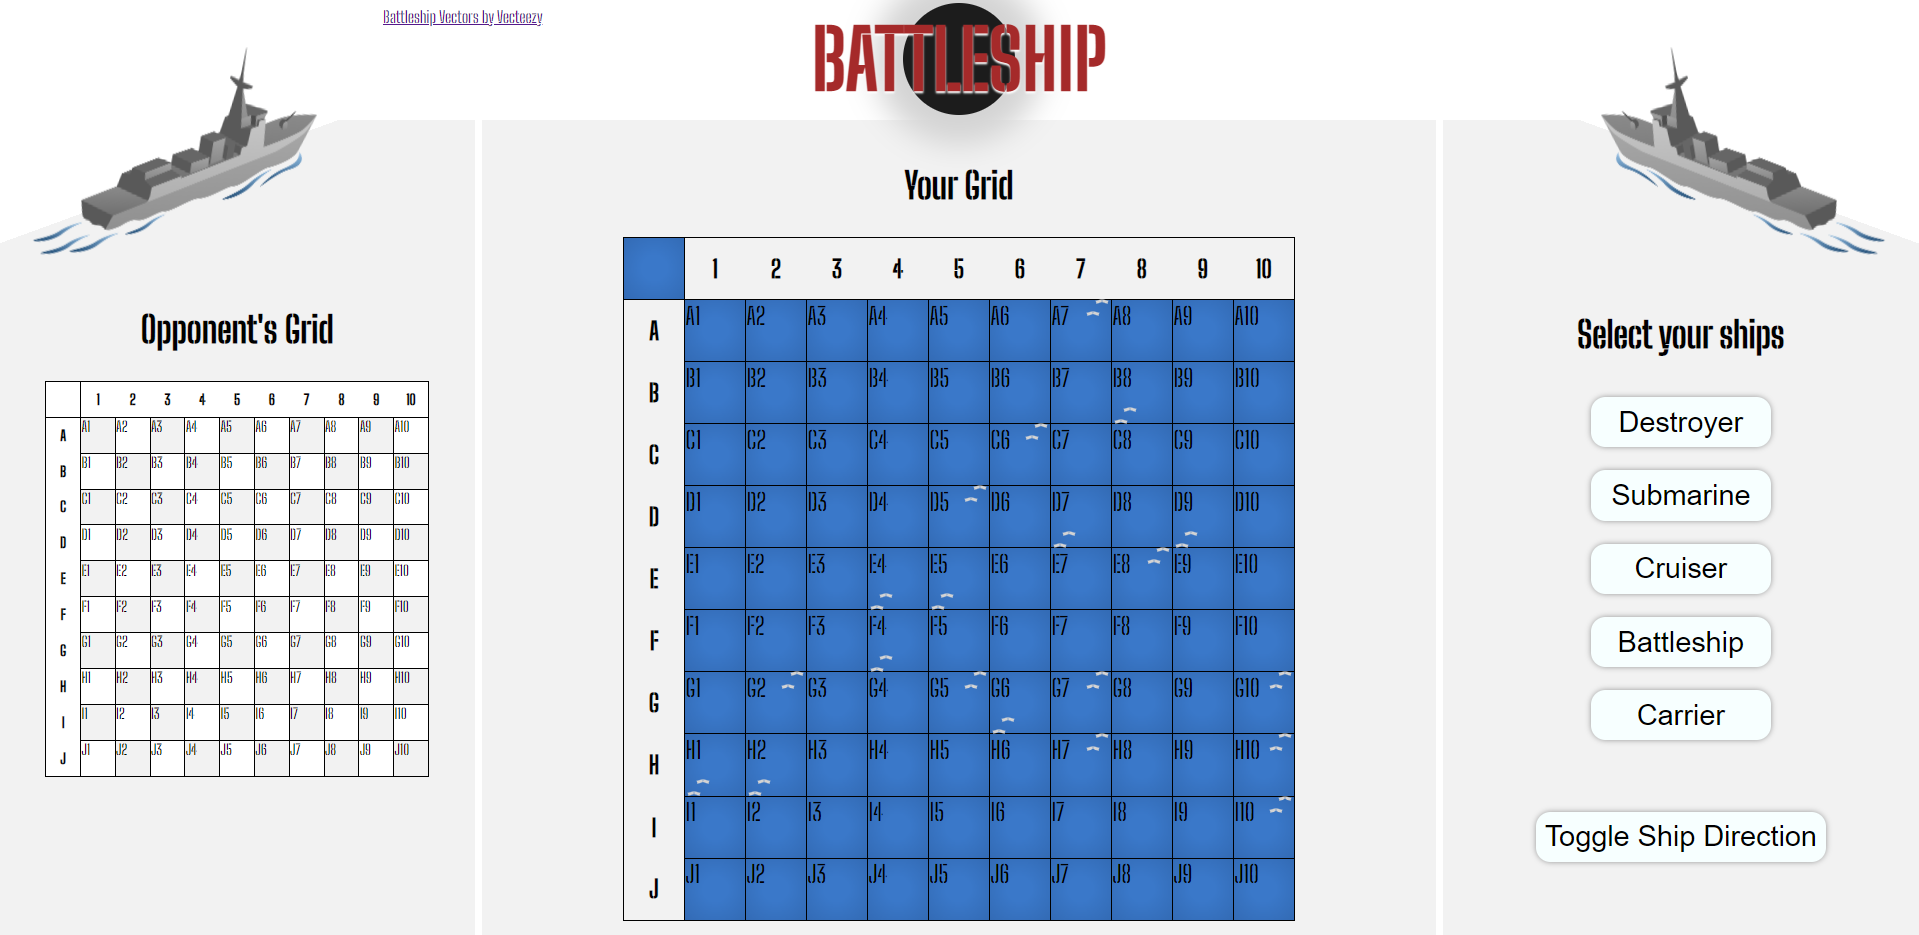 Battleship Vectors by Vecteezy
BATTLESHIP
Opponent's Grid
1 2 3 4 5 6 7 8 9 10
A A1 A2 A3 A4 A5 A6 A7 A8 A9 A10
B B1 B2 B3 B4 B5 B6 B7 B8 B9 B10
C C1 C2 C3 C4 C5 C6 C7 C8 C9 C10
D D1 D2 D3 D4 D5 D6 D7 D8 D9 D10
E E1 E2 E3 E4 E5 E6 E7 E8 E9 E10
F F1 F2 F3 F4 F5 F6 F7 F8 F9 F10
G G1 G2 G3 G4 G5 G6 G7 G8 G9 G10
H H1 H2 H3 H4 H5 H6 H7 H8 H9 H10
I I1 I2 I3 I4 I5 I6 I7 I8 I9 I10
J J1 J2 J3 J4 J5 J6 J7 J8 J9 J10
Your Grid
1 2 3 4 5 6 7 8 9 10
A A1 A2 A3 A4 A5 A6 A7 A8 A9 A10
B B1 B2 B3 B4 B5 B6 B7 B8 B9 B10
C C1 C2 C3 C4 C5 C6 C7 C8 C9 C10
D D1 D2 D3 D4 D5 D6 D7 D8 D9 D10
E E1 E2 E3 E4 E5 E6 E7 E8 E9 E10
F F1 F2 F3 F4 F5 F6 F7 F8 F9 F10
G G1 G2 G3 G4 G5 G6 G7 G8 G9 G10
H H1 H2 H3 H4 H5 H6 H7 H8 H9 H10
I I1 I2 I3 I4 I5 I6 I7 I8 I9 I10
J J1 J2 J3 J4 J5 J6 J7 J8 J9 J10
Select your ships
Destroyer
Submarine
Cruiser
Battleship
Carrier
Toggle Ship Direction